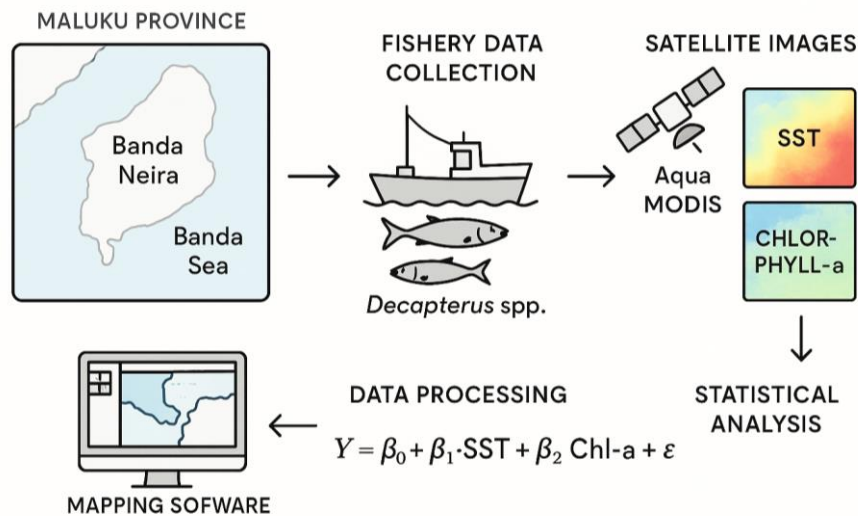 MALUKU PROVINCE
Banda
Neira
Banda
Sea
FISHERY DATA
COLLECTION
Decapterus spp.
SATELLITE IMAGES
Aqua
MODIS
SST
CHLOR-
PHYLL-a
STATISTICAL
ANALYSIS
DATA PROCESSING
Y = β₀ + β₁·SST + β₂ Chl-a + ε
MAPPING SOFWARE